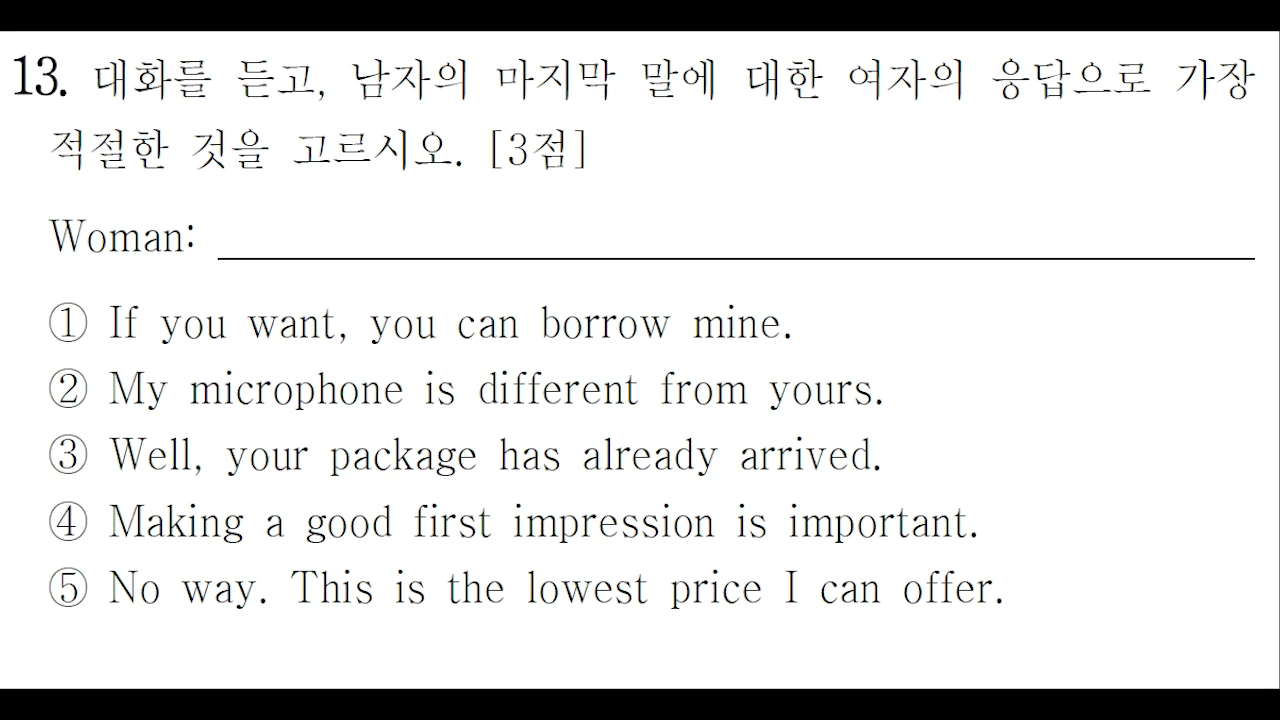 13. 대화를 듣고, 남자의 마지막 말에 대한 여자의 응답으로 가장
적절한 것을 고르시오. [3점]
Woman:
① If you want, you can borrow mine.
② My microphone is different from yours.
③ Well, your package has already arrived.
④ Making a good first impression is important.
⑤ No way. This is the lowest price I can offer.